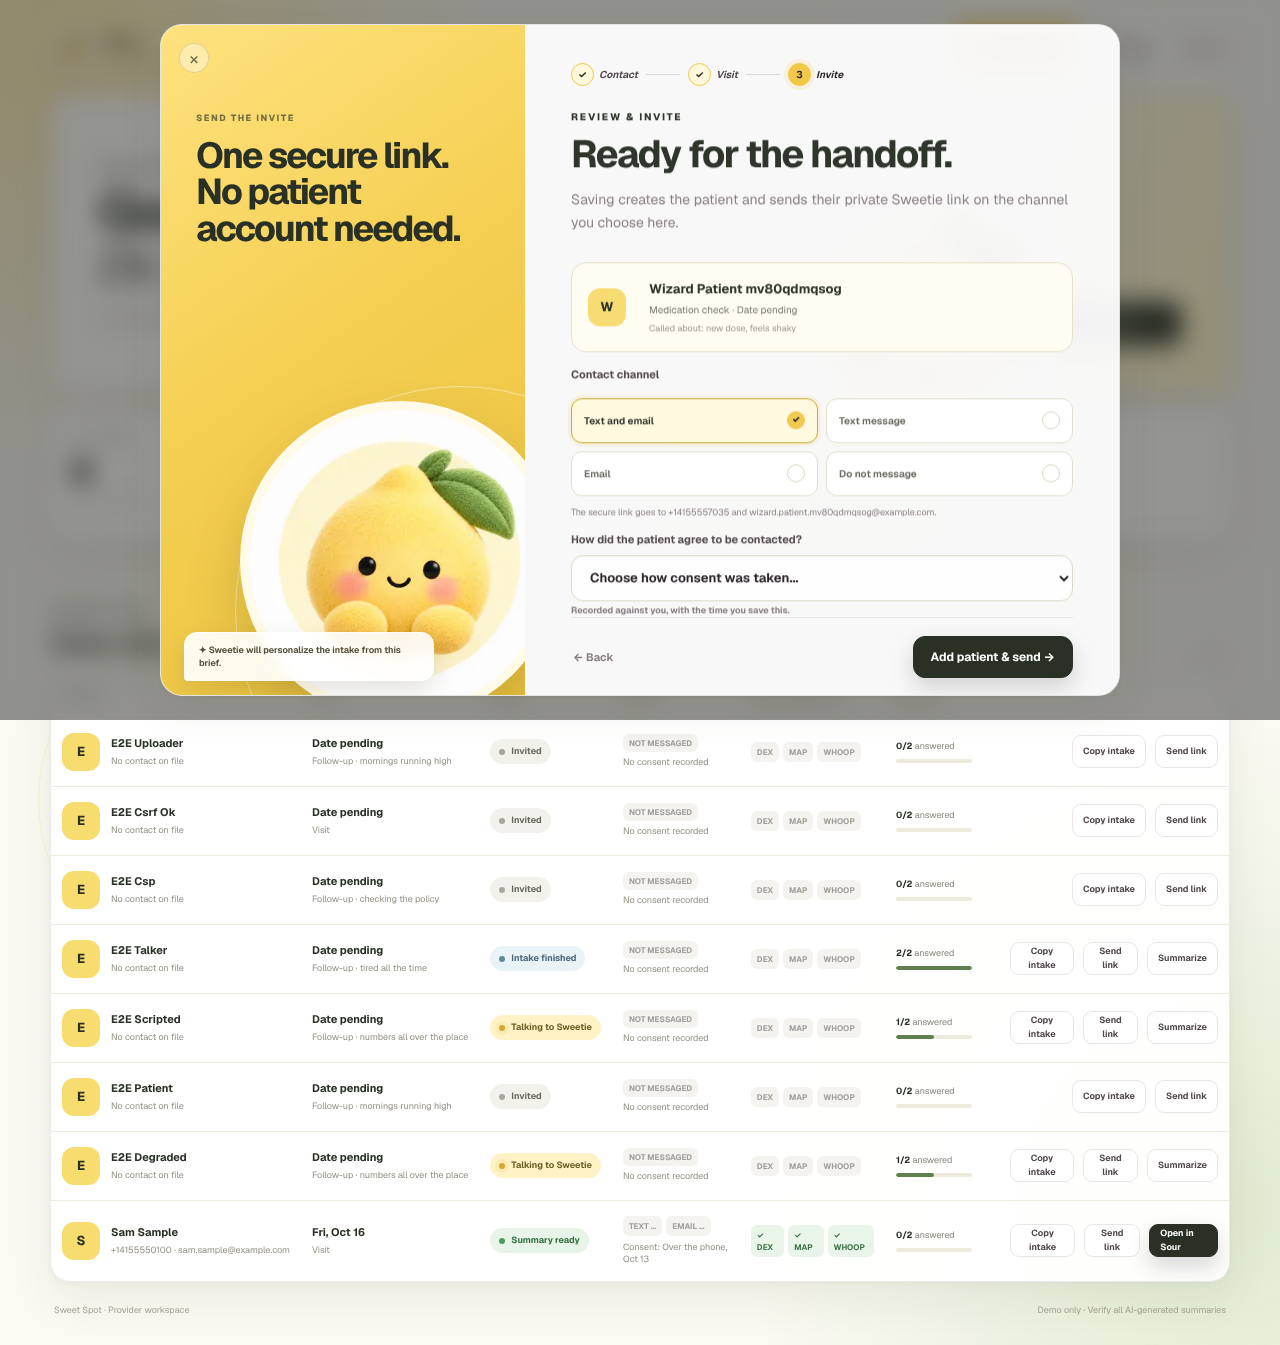 ×
SEND THE INVITE
One secure link.
No patient
account needed.
✦ Sweetie will personalize the intake from this
brief.
✓ Contact ✓ Visit 3 Invite
REVIEW & INVITE
Ready for the handoff.
Saving creates the patient and sends their private Sweetie link on the channel
you choose here.
W
Wizard Patient mv80qdmqsog
Medication check · Date pending
Called about: new dose, feels shaky
Contact channel
Text and email ✓
Text message
Email
Do not message
The secure link goes to +14155557035 and wizard.patient.mv80qdmqsog@example.com.
How did the patient agree to be contacted?
Choose how consent was taken...
Recorded against you, with the time you save this.
← Back
Add patient & send →
E E2E Uploader Date pending Invited NOT MESSAGED DEX MAP WHOOP 0/2 answered Copy intake Send link
No contact on file Follow-up · mornings running high No consent recorded
E E2E Csrf Ok Date pending Invited NOT MESSAGED DEX MAP WHOOP 0/2 answered Copy intake Send link
No contact on file Visit No consent recorded
E E2E Csp Date pending Invited NOT MESSAGED DEX MAP WHOOP 0/2 answered Copy intake Send link
No contact on file Follow-up · checking the policy No consent recorded
E E2E Talker Date pending Intake finished NOT MESSAGED DEX MAP WHOOP 2/2 answered Copy intake Send link Summarize
No contact on file Follow-up · tired all the time No consent recorded
E E2E Scripted Date pending Talking to Sweetie NOT MESSAGED DEX MAP WHOOP 1/2 answered Copy intake Send link Summarize
No contact on file Follow-up · numbers all over the place No consent recorded
E E2E Patient Date pending Invited NOT MESSAGED DEX MAP WHOOP 0/2 answered Copy intake Send link
No contact on file Follow-up · mornings running high No consent recorded
E E2E Degraded Date pending Talking to Sweetie NOT MESSAGED DEX MAP WHOOP 1/2 answered Copy intake Send link Summarize
No contact on file Follow-up · numbers all over the place No consent recorded
S Sam Sample Fri, Oct 16 Summary ready TEXT ... EMAIL ... ✓ DEX ✓ MAP ✓ WHOOP 0/2 answered Copy intake Send link Open in Sour
+14155550100 · sam.sample@example.com Visit Consent: Over the phone,
Oct 13
Sweet Spot · Provider workspace
Demo only · Verify all AI-generated summaries